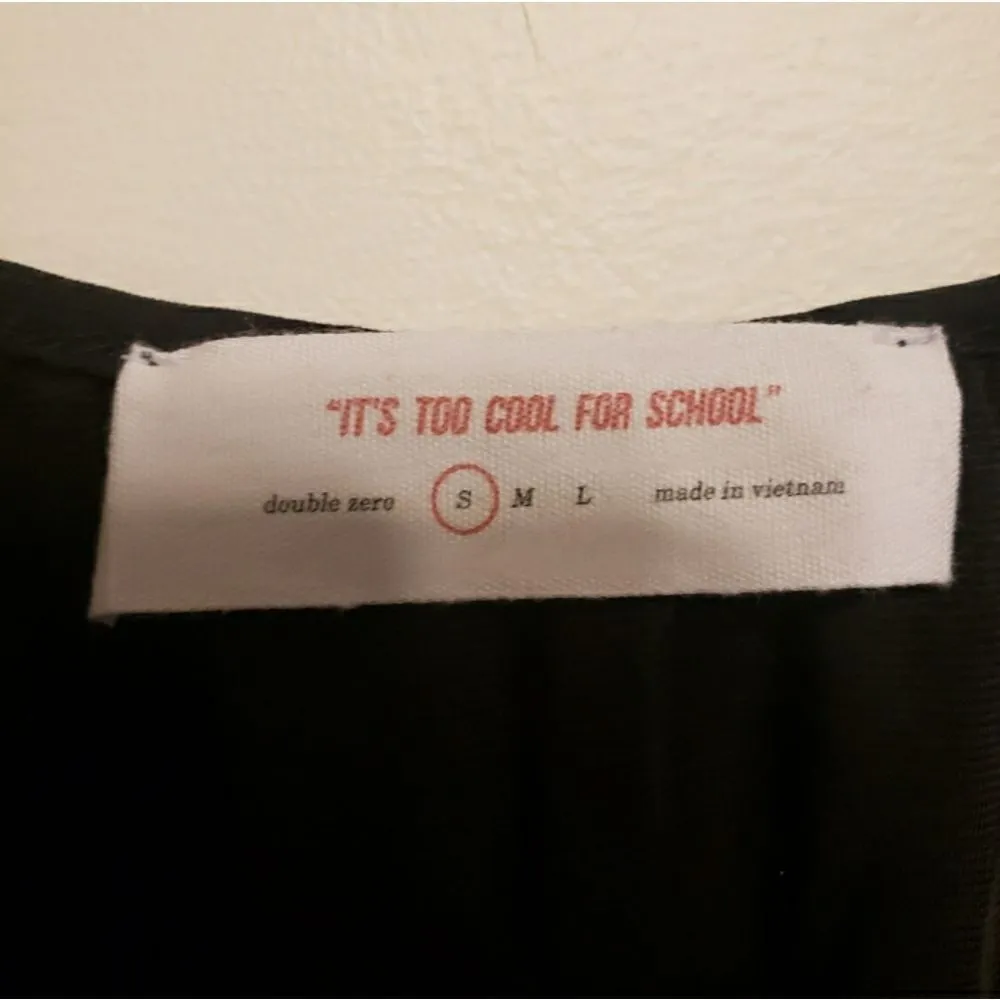 “IT'S TOO COOL FOR SCHOOL”
double zero S M L made in vietnam